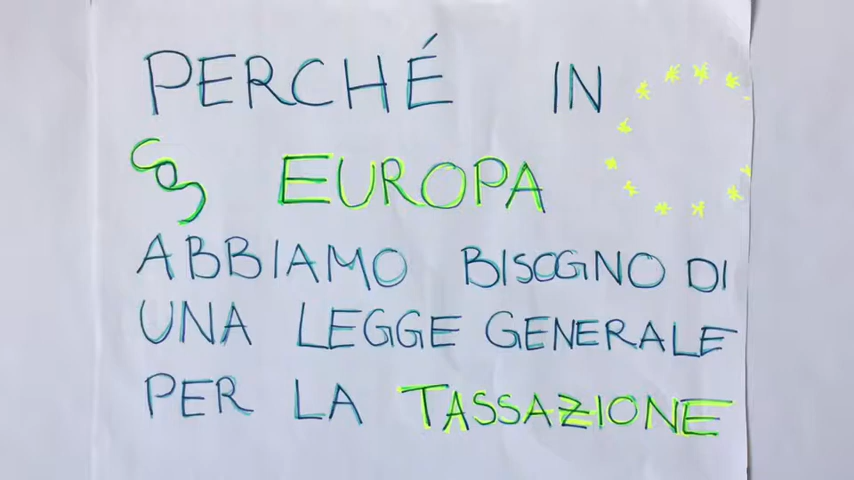 PERCHÉ IN
§ EUROPA
ABBIAMO BISOGNO DI
UNA LEGGE GENERALE
PER LA TASSAZIONE